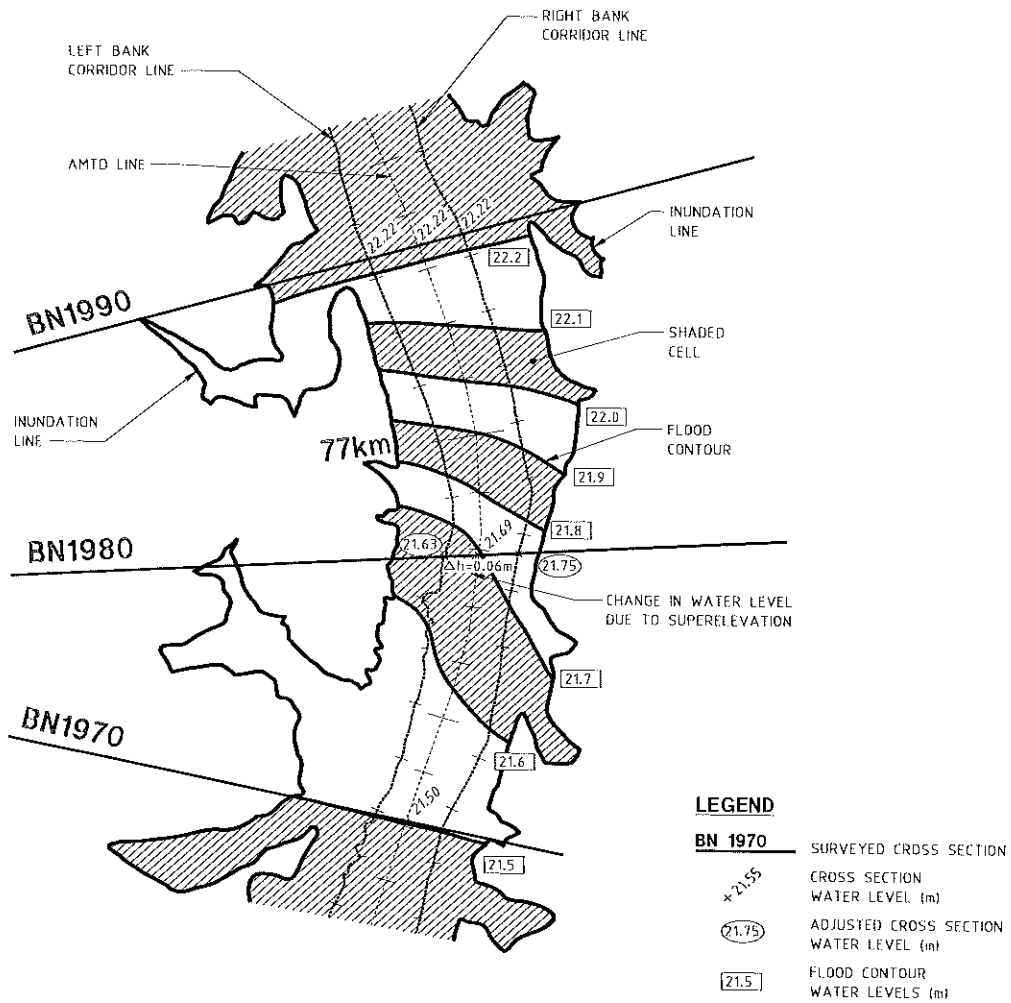 RIGHT BANK
CORRIDOR LINE
LEFT BANK
CORRIDOR LINE
AMTD LINE
INUNDATION
LINE
22.22
22.22
22.22
22.2
BN1990
22.1
SHADED
CELL
INUNDATION
LINE
22.0
FLOOD
CONTOUR
77km
21.9
21.8
21.69
BN1980
21.63
Δh=0.06m
21.75
CHANGE IN WATER LEVEL
DUE TO SUPERELEVATION
21.7
BN1970
21.6
21.50
21.5
LEGEND
BN 1970
SURVEYED CROSS SECTION
+ 21.55
CROSS SECTION
WATER LEVEL (m)
21.75
ADJUSTED CROSS SECTION
WATER LEVEL (m)
21.5
FLOOD CONTOUR
WATER LEVELS (m)